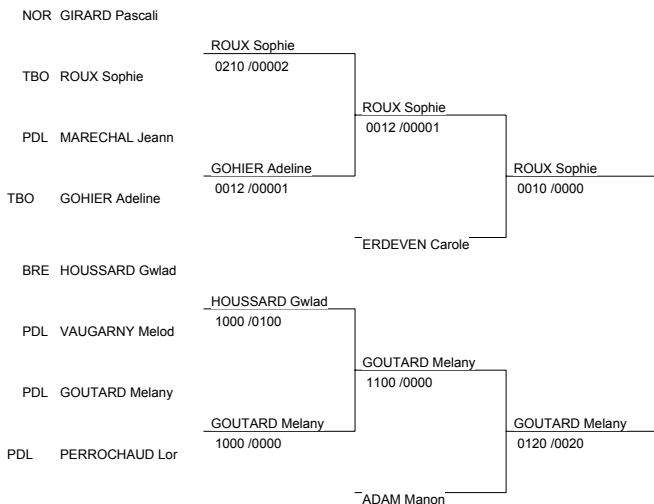 NOR GIRARD Pascali
ROUX Sophie
0210 /00002
TBO ROUX Sophie
ROUX Sophie
0012 /00001
PDL MARECHAL Jeann
GOHIER Adeline
0012 /00001
ROUX Sophie
0010 /0000
TBO GOHIER Adeline
ERDEVEN Carole
BRE HOUSSARD Gwlad
HOUSSARD Gwlad
1000 /0100
PDL VAUGARNY Melod
GOUTARD Melany
1100 /0000
PDL GOUTARD Melany
GOUTARD Melany
1000 /0000
GOUTARD Melany
0120 /0020
PDL PERROCHAUD Lor
ADAM Manon